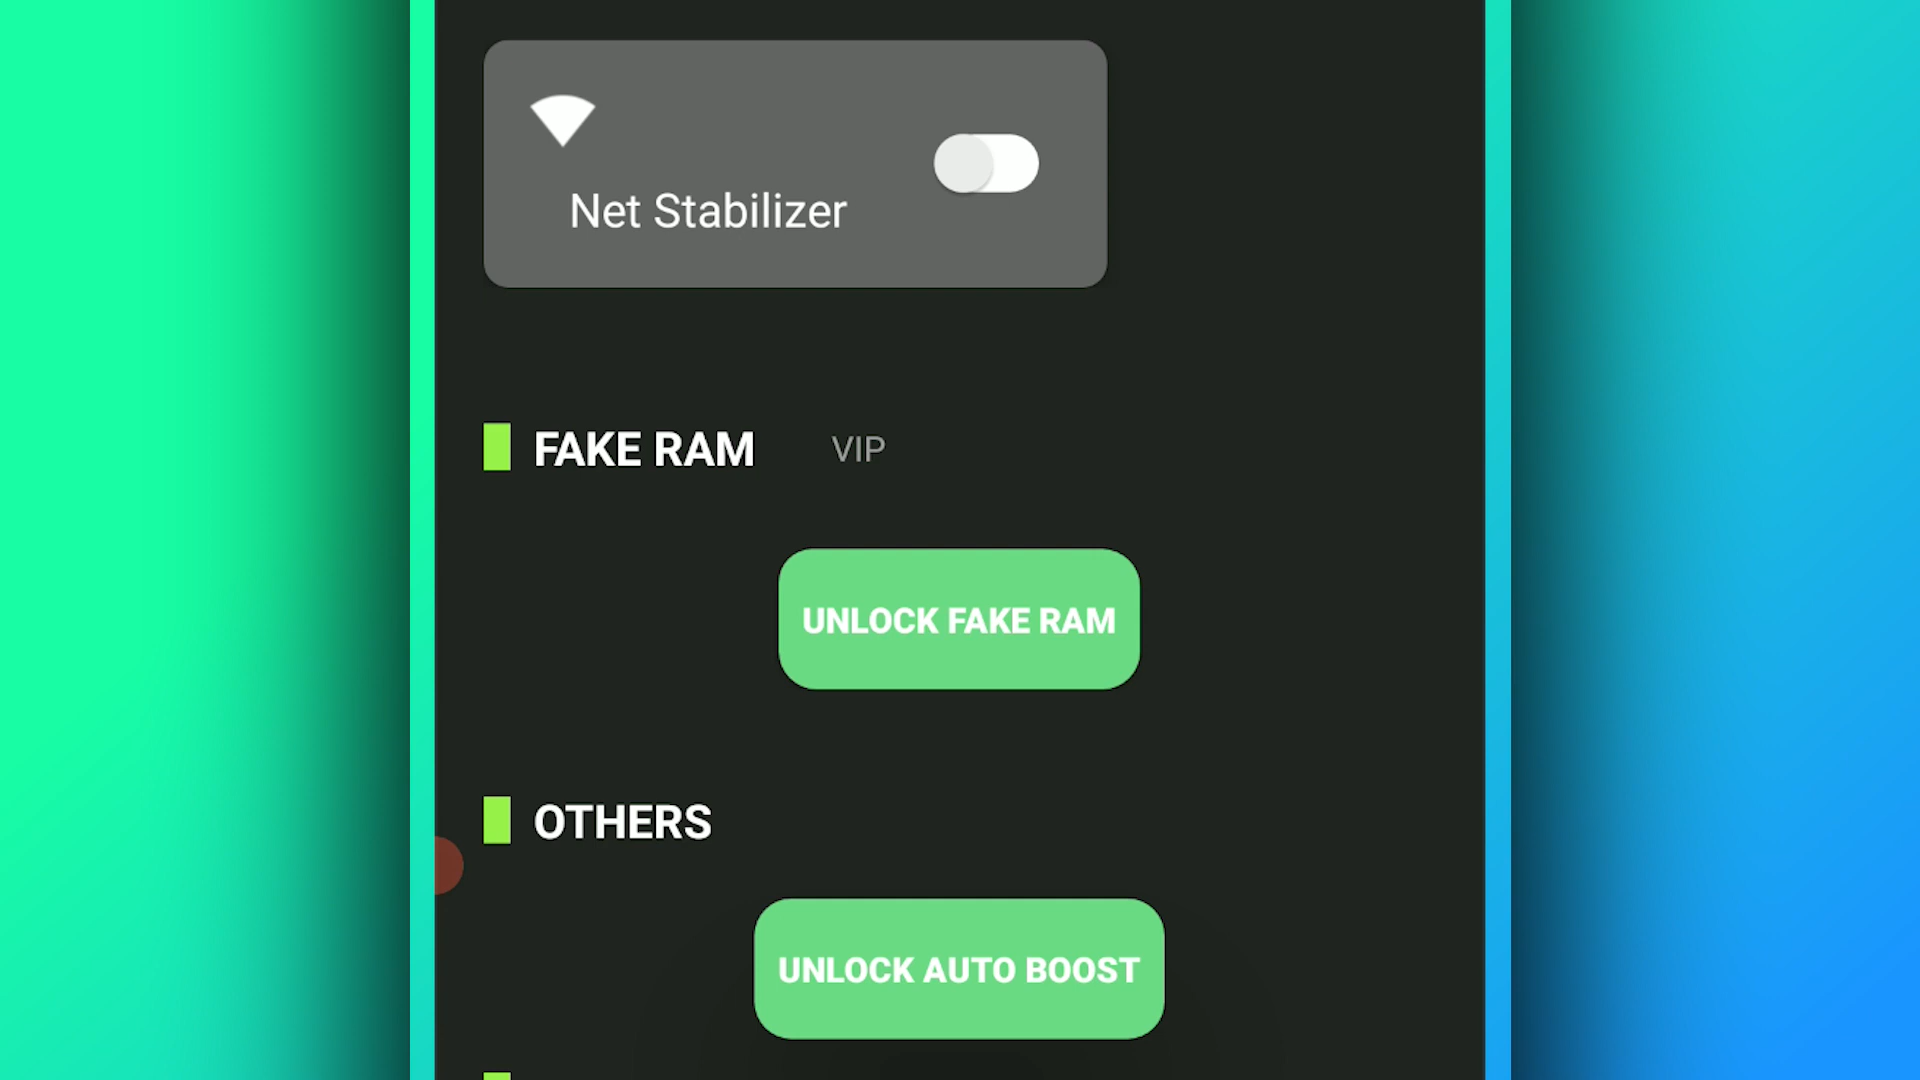 Net Stabilizer
FAKE RAM VIP
UNLOCK FAKE RAM
OTHERS
UNLOCK AUTO BOOST